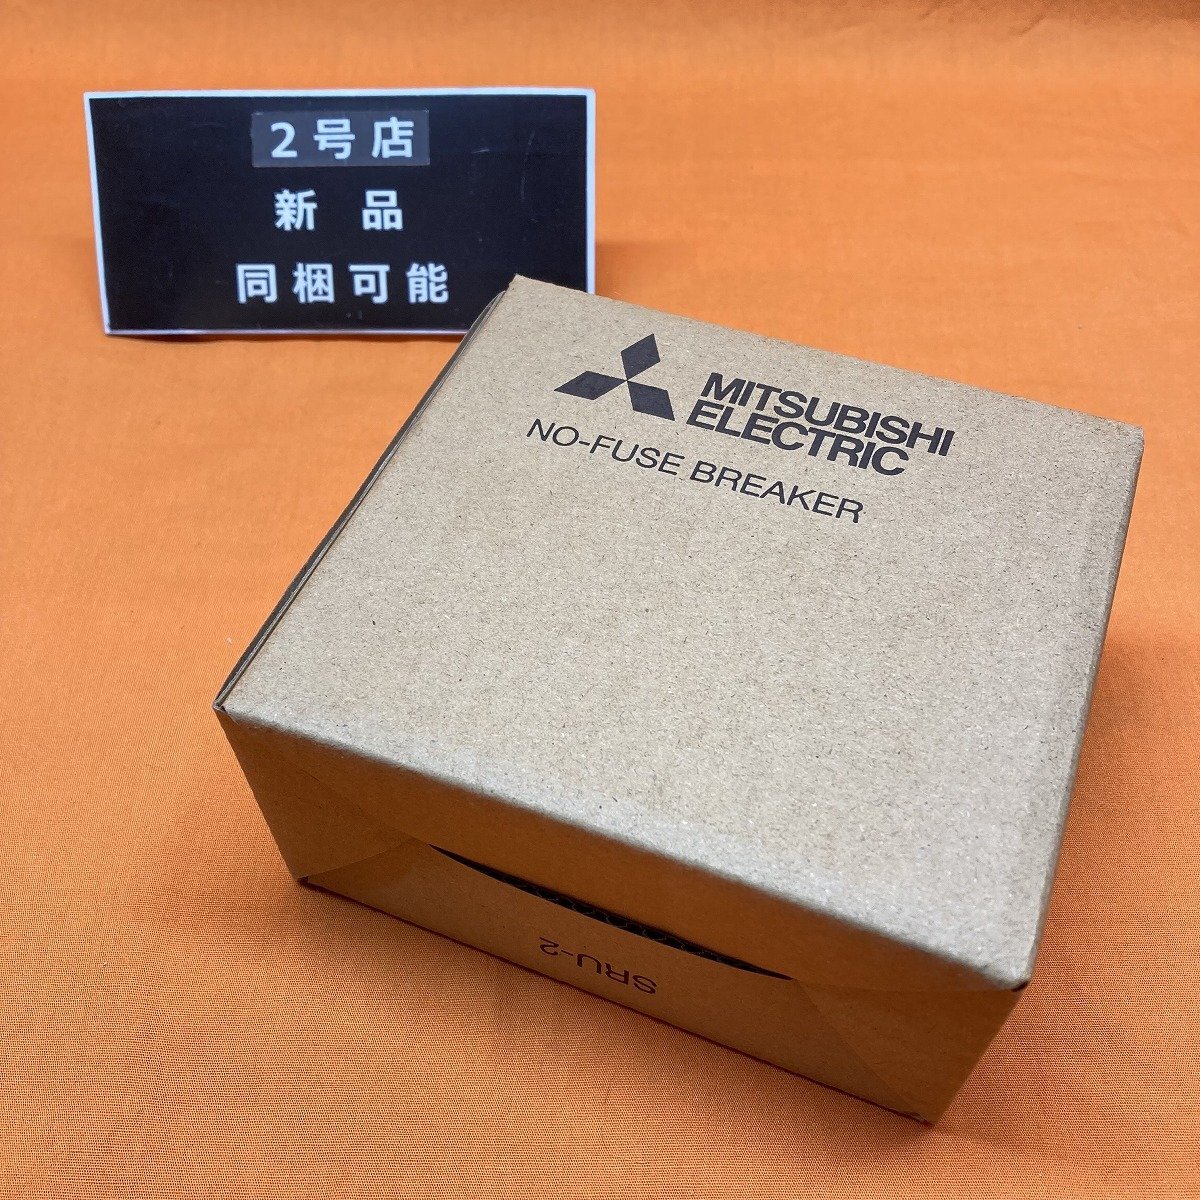 2号店
新品
同梱可能
MITSUBISHI
ELECTRIC
NO-FUSE BREAKER
SRU-2